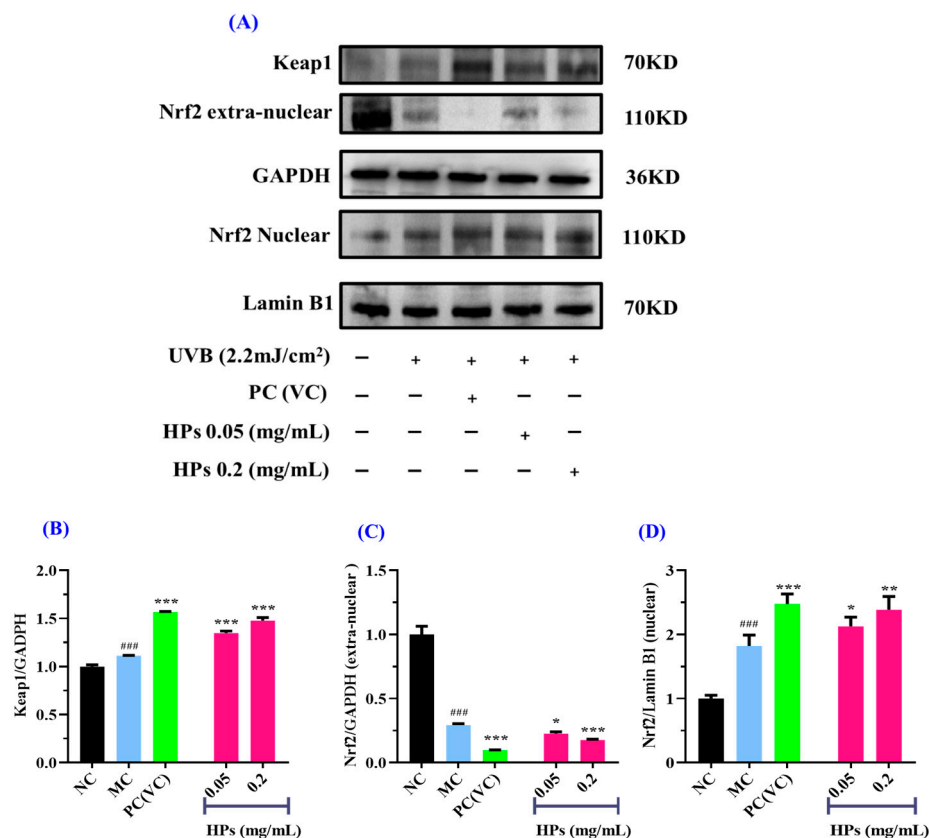 (A)
Keap1 70KD
Nrf2 extra-nuclear 110KD
GAPDH 36KD
Nrf2 Nuclear 110KD
Lamin B1 70KD
UVB (2.2mJ/cm²) – + + + +
PC (VC) – – + – –
HPs 0.05 (mg/mL) – – – + –
HPs 0.2 (mg/mL) – – – – +
(B)
Keap1/GADPH
2.0
1.5
1.0
0.5
0.0
###
***
***
***
NC MC PC(VC) 0.05 0.2
HPs (mg/mL)
(C)
Nrf2/GAPDH (extra-nuclear )
1.5
1.0
0.5
0.0
###
***
*
***
NC MC PC(VC) 0.05 0.2
HPs (mg/mL)
(D)
Nrf2/Lamin B1 (nuclear)
3
2
1
0
###
***
*
**
NC MC PC(VC) 0.05 0.2
HPs (mg/mL)